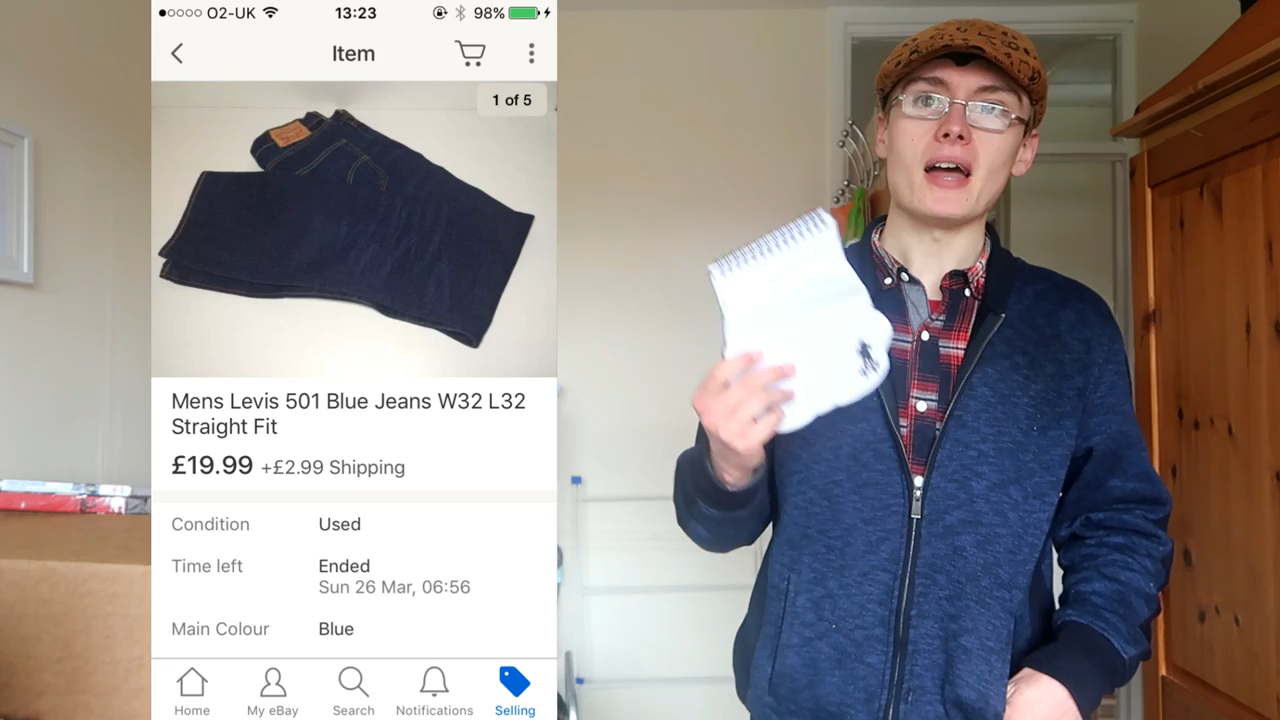 O2-UK 13:23 98%
Item
1 of 5
Mens Levis 501 Blue Jeans W32 L32
Straight Fit
£19.99 +£2.99 Shipping
Condition Used
Time left Ended
Sun 26 Mar, 06:56
Main Colour Blue
Home My eBay Search Notifications Selling